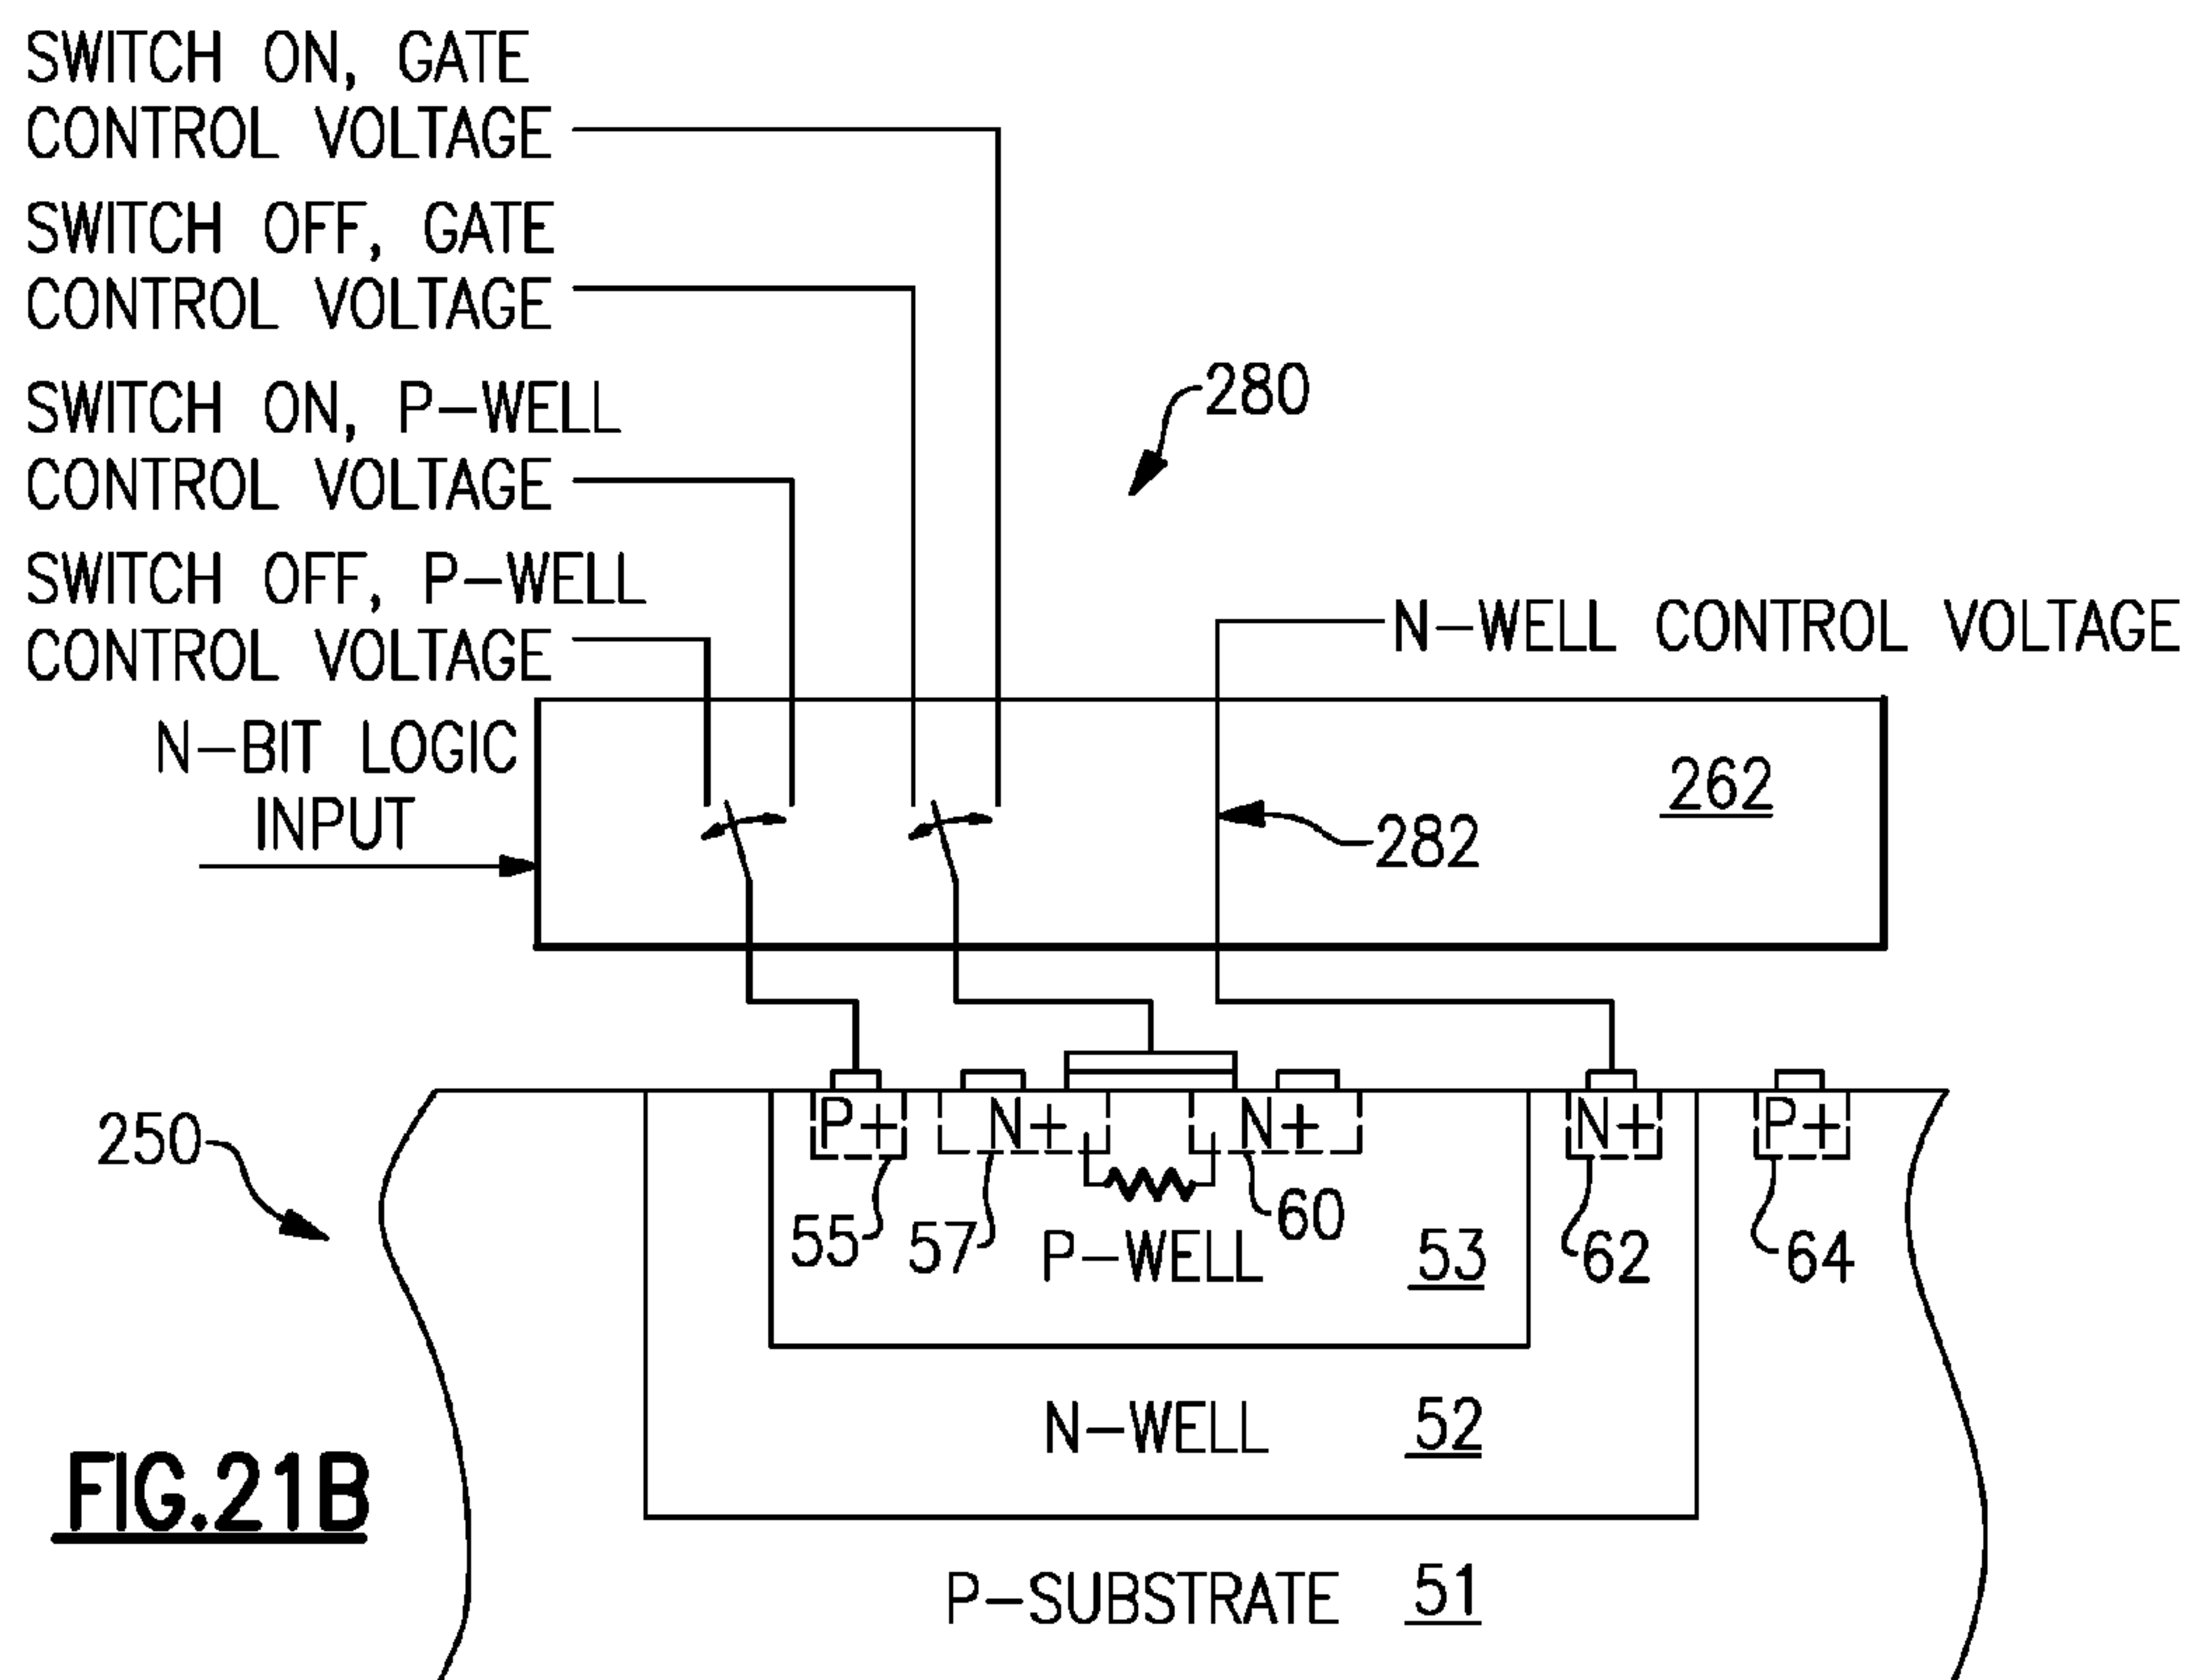 SWITCH ON, GATE
CONTROL VOLTAGE
SWITCH OFF, GATE
CONTROL VOLTAGE
SWITCH ON, P-WELL
CONTROL VOLTAGE
SWITCH OFF, P-WELL
CONTROL VOLTAGE
280
N-WELL CONTROL VOLTAGE
N-BIT LOGIC
INPUT
262
282
250
P+
N+
N+
N+
P+
55
57
60
62
64
P-WELL 53
N-WELL 52
P-SUBSTRATE 51
FIG.21B